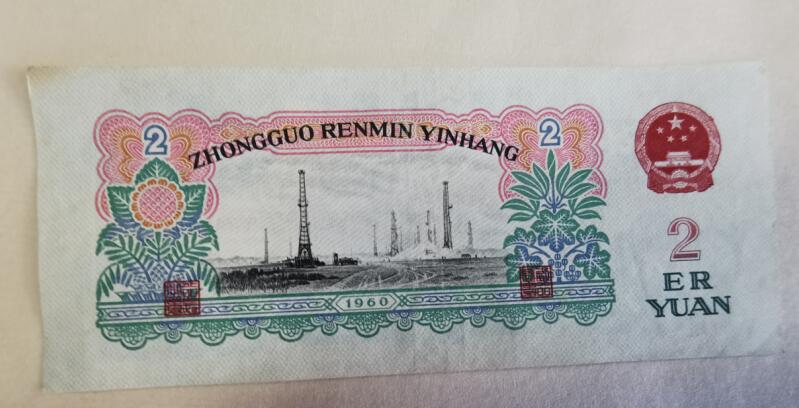 2
2
ZHONGGUO RENMIN YINHANG
2
ER
YUAN
1960